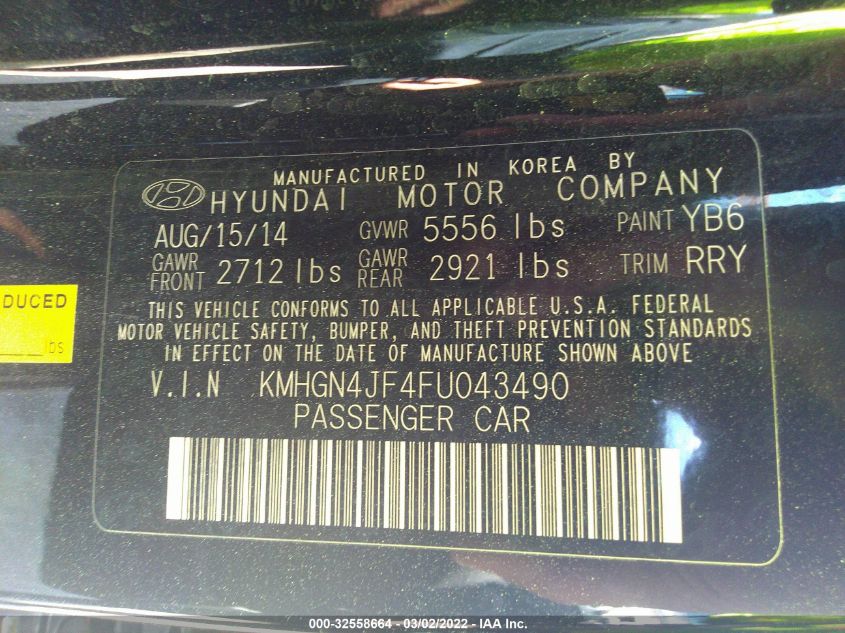 MANUFACTURED IN KOREA BY
HYUNDAI MOTOR COMPANY
AUG/15/14 GVWR 5556 lbs PAINT YB6
GAWR FRONT 2712 lbs GAWR REAR 2921 lbs TRIM RRY
THIS VEHICLE CONFORMS TO ALL APPLICABLE U.S.A. FEDERAL
MOTOR VEHICLE SAFETY, BUMPER, AND THEFT PREVENTION STANDARDS
IN EFFECT ON THE DATE OF MANUFACTURE SHOWN ABOVE
V.I.N KMHGN4JF4FU043490
PASSENGER CAR
DUCED
lbs
000-32558664 - 03/02/2022 - IAA Inc.